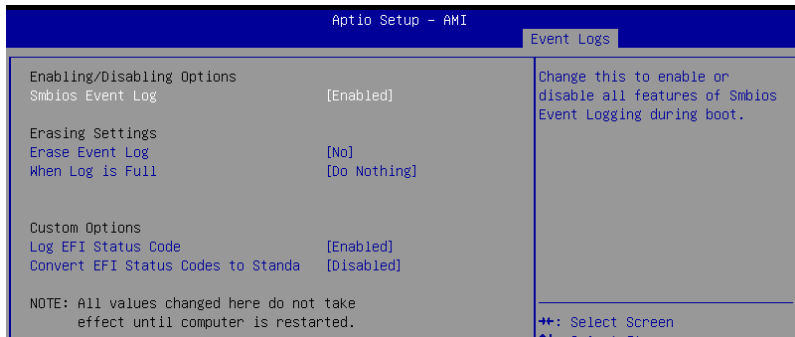 Aptio Setup – AMI
Event Logs
Enabling/Disabling Options
Smbios Event Log [Enabled]
Erasing Settings
Erase Event Log [No]
When Log is Full [Do Nothing]
Custom Options
Log EFI Status Code [Enabled]
Convert EFI Status Codes to Standa [Disabled]
NOTE: All values changed here do not take
effect until computer is restarted.
Change this to enable or
disable all features of Smbios
Event Logging during boot.
→←: Select Screen